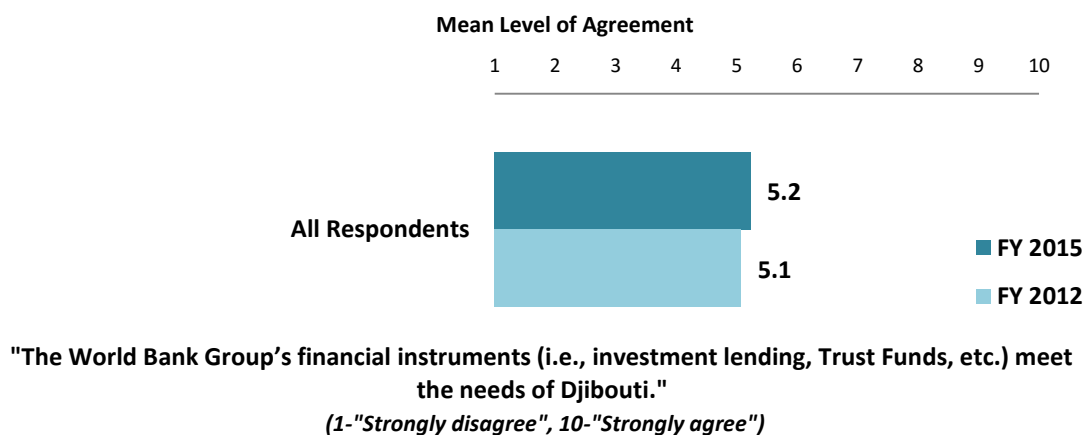 Mean Level of Agreement
1 2 3 4 5 6 7 8 9 10
5.2
All Respondents
5.1
FY 2015
FY 2012
"The World Bank Group’s financial instruments (i.e., investment lending, Trust Funds, etc.) meet
the needs of Djibouti."
(1-"Strongly disagree", 10-"Strongly agree")